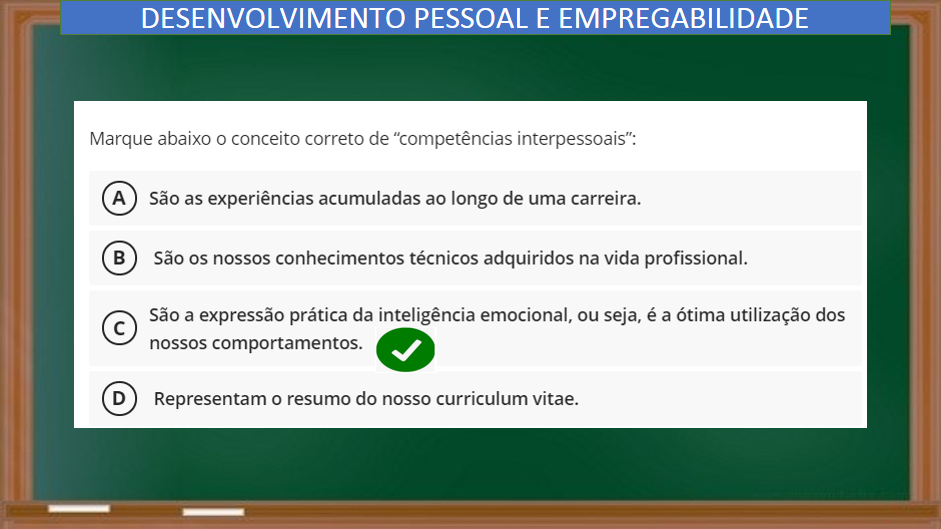 DESENVOLVIMENTO PESSOAL E EMPREGABILIDADE
Marque abaixo o conceito correto de “competências interpessoais”:
A São as experiências acumuladas ao longo de uma carreira.
B São os nossos conhecimentos técnicos adquiridos na vida profissional.
C São a expressão prática da inteligência emocional, ou seja, é a ótima utilização dos
nossos comportamentos.
D Representam o resumo do nosso curriculum vitae.